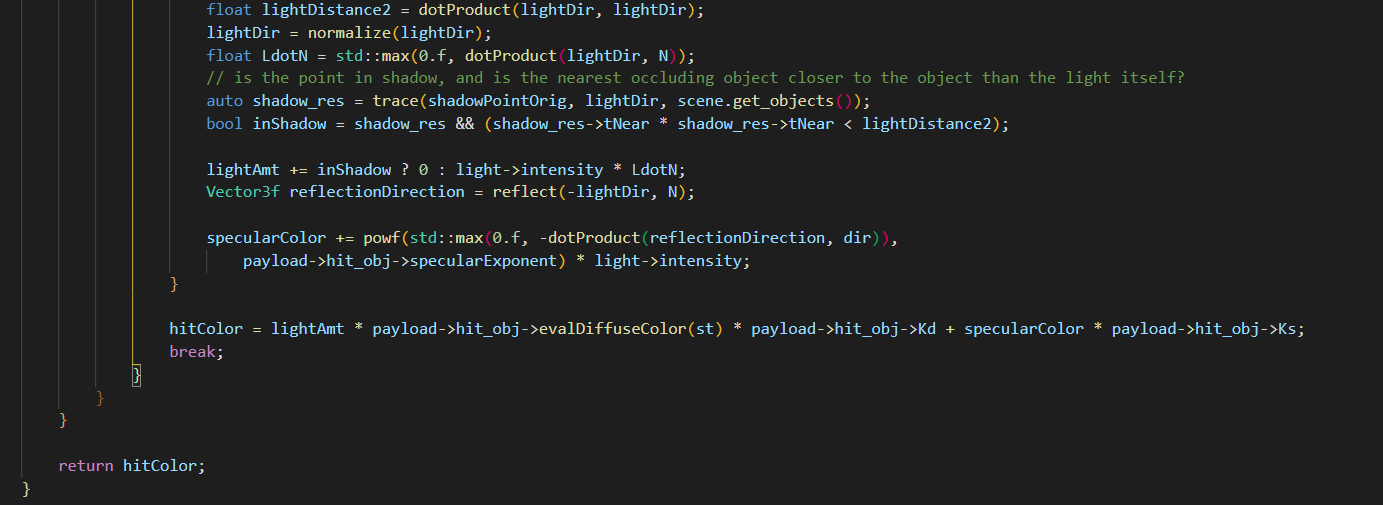 float lightDistance2 = dotProduct(lightDir, lightDir);
lightDir = normalize(lightDir);
float LdotN = std::max(0.f, dotProduct(lightDir, N));
// is the point in shadow, and is the nearest occluding object closer to the object than the light itself?
auto shadow_res = trace(shadowPointOrig, lightDir, scene.get_objects());
bool inShadow = shadow_res && (shadow_res->tNear * shadow_res->tNear < lightDistance2);
lightAmt += inShadow ? 0 : light->intensity * LdotN;
Vector3f reflectionDirection = reflect(-lightDir, N);
specularColor += powf(std::max(0.f, -dotProduct(reflectionDirection, dir)),
payload->hit_obj->specularExponent) * light->intensity;
}
hitColor = lightAmt * payload->hit_obj->evalDiffuseColor(st) * payload->hit_obj->Kd + specularColor * payload->hit_obj->Ks;
break;
}
}
}
return hitColor;
}